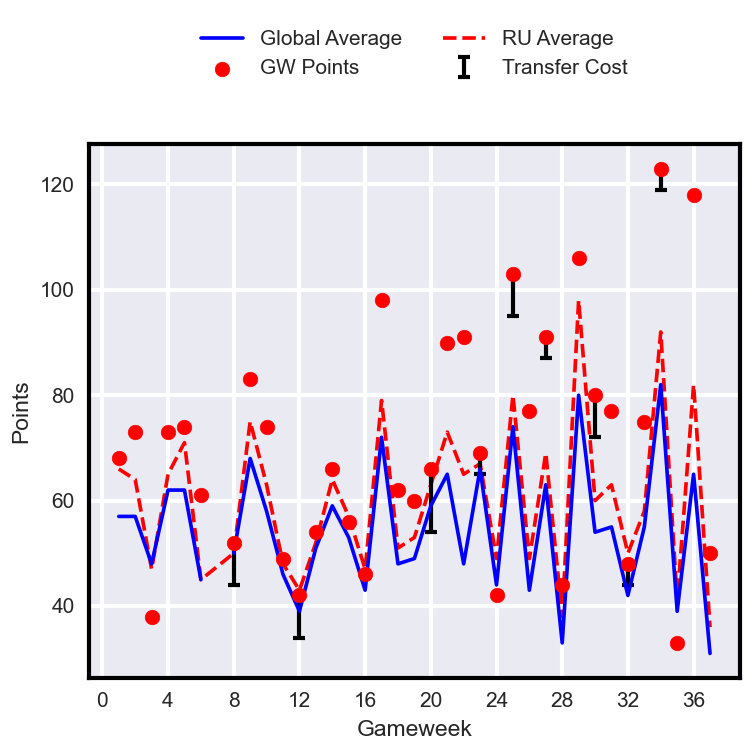 Global Average RU Average
GW Points Transfer Cost
120
100
80
60
40
Points
0 4 8 12 16 20 24 28 32 36
Gameweek